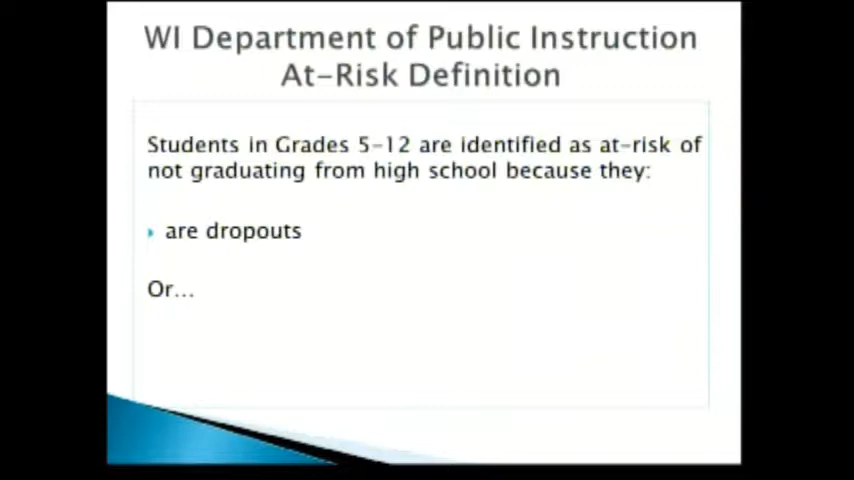 WI Department of Public Instruction
At-Risk Definition
Students in Grades 5-12 are identified as at-risk of
not graduating from high school because they:
are dropouts
Or...